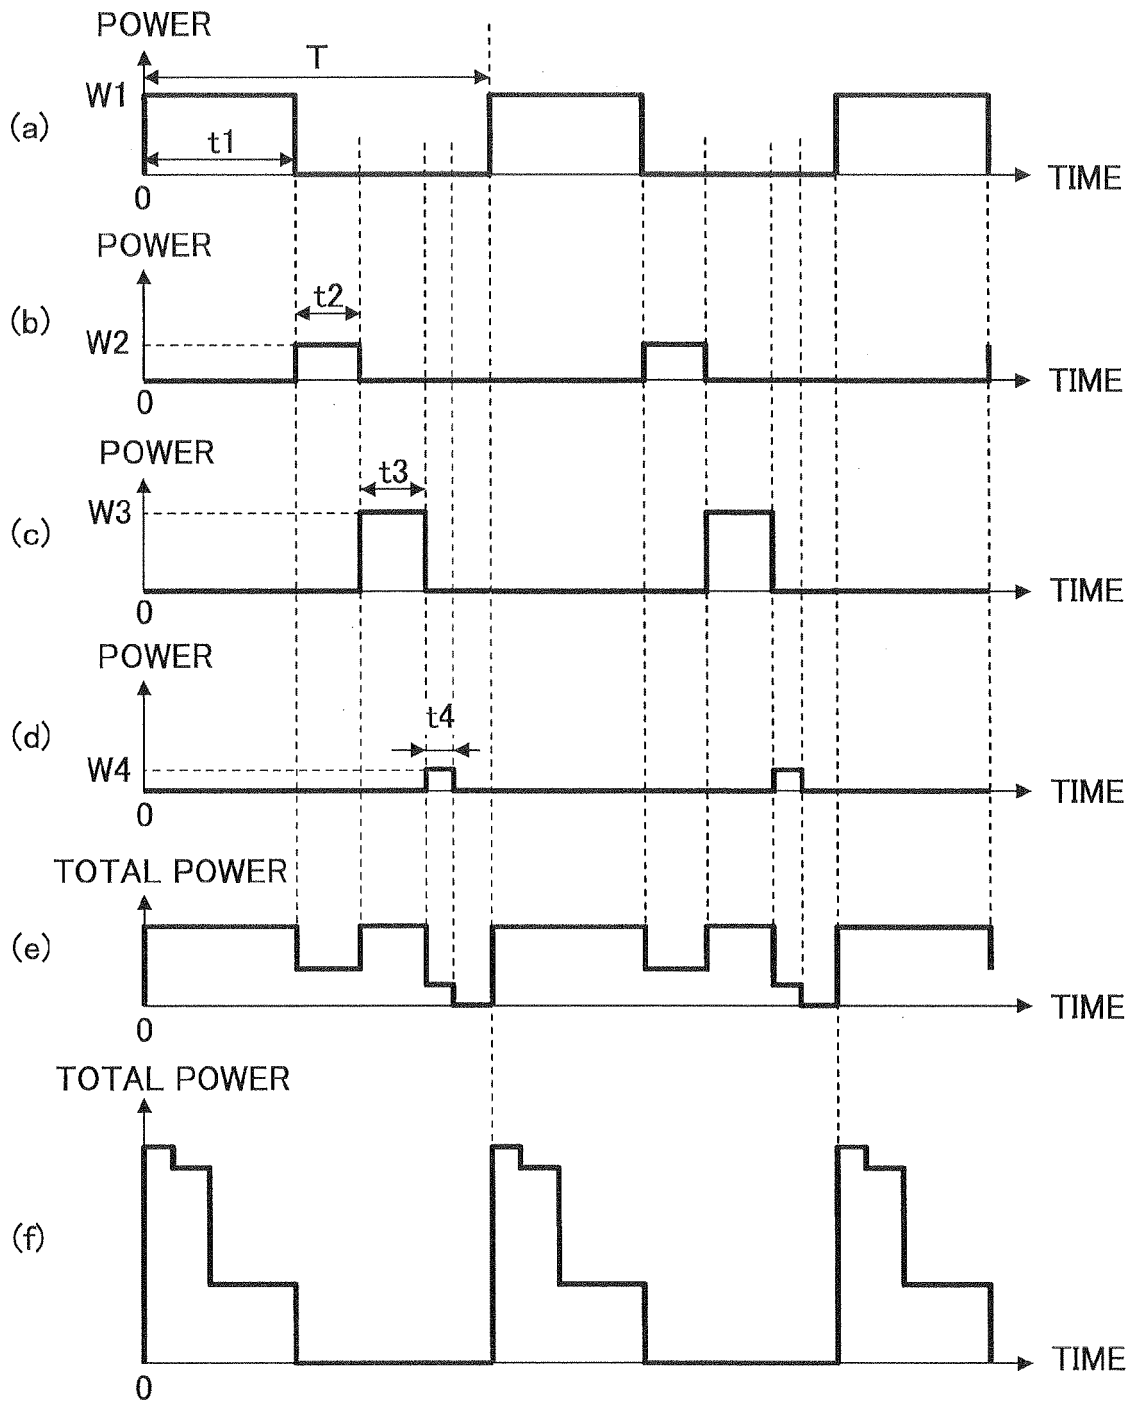 POWER
T
W1
(a)
t1
TIME
0
POWER
t2
(b)
W2
TIME
0
POWER
t3
W3
(c)
TIME
0
POWER
t4
(d)
W4
TIME
0
TOTAL POWER
(e)
TIME
0
TOTAL POWER
(f)
TIME
0